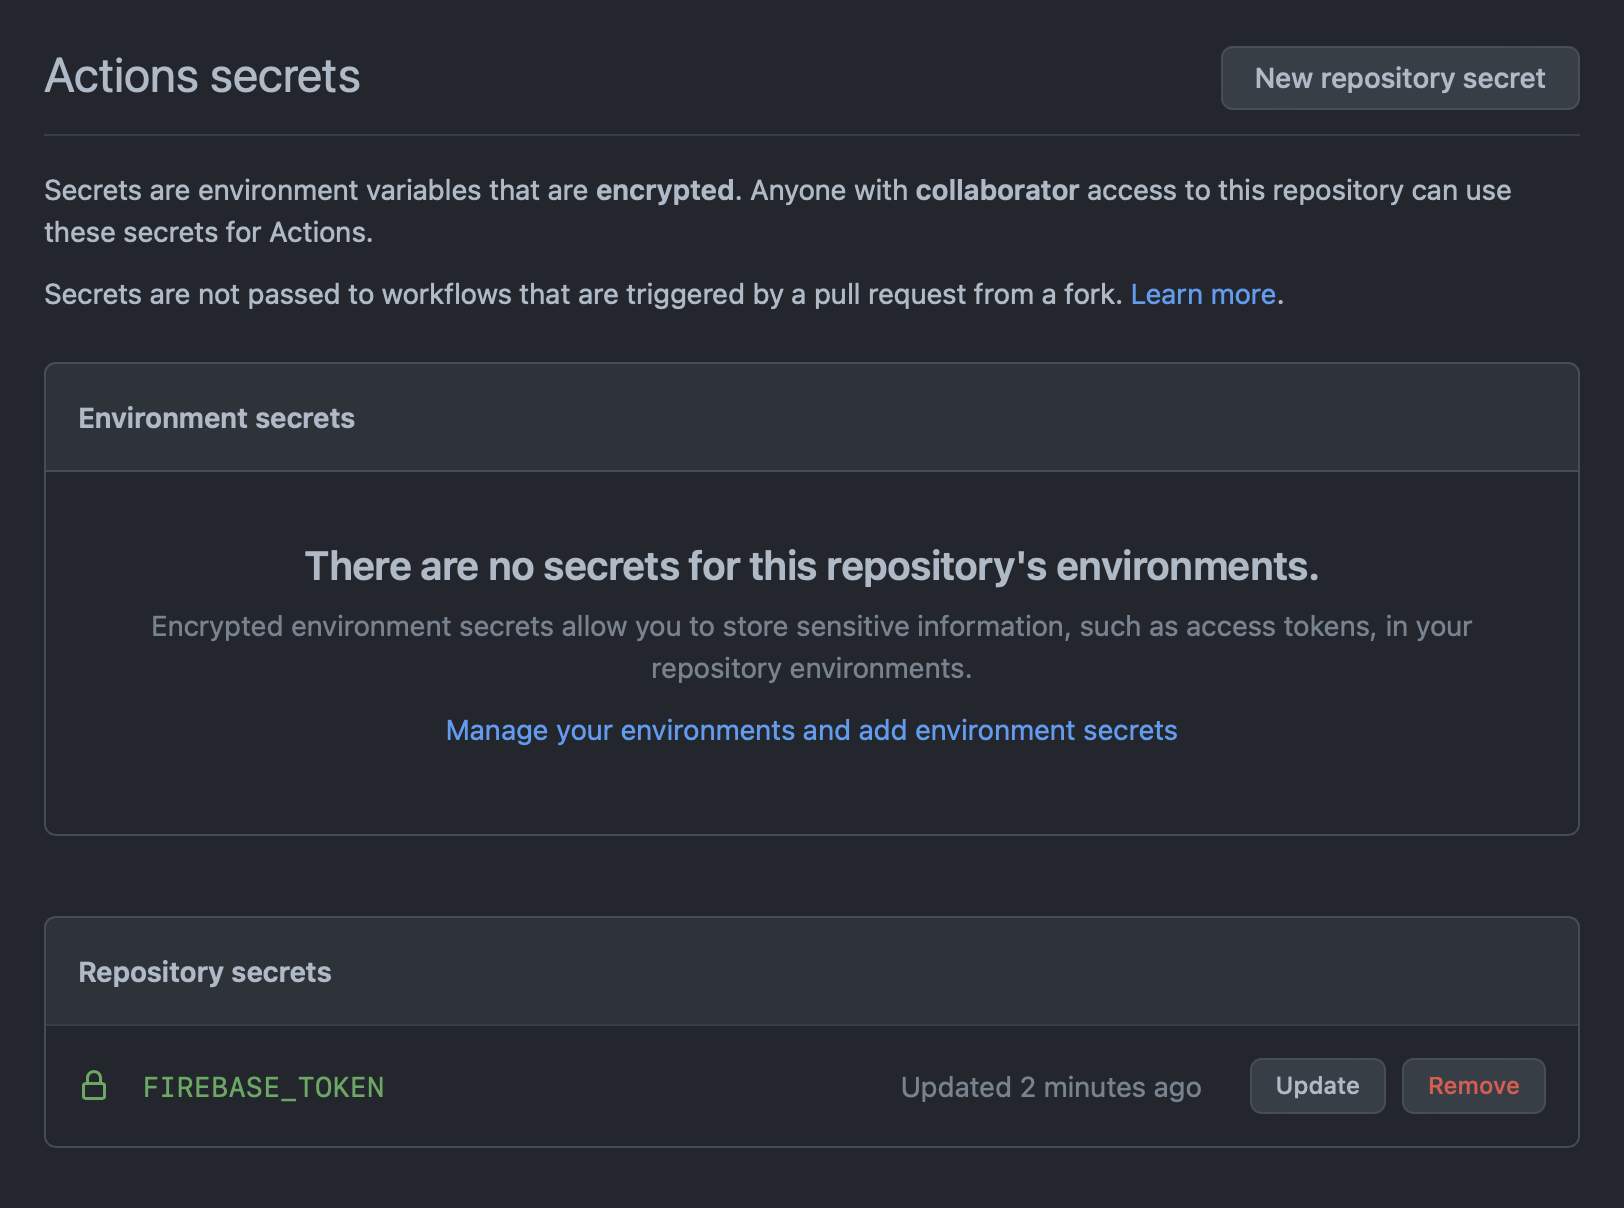 Actions secrets
New repository secret
Secrets are environment variables that are encrypted. Anyone with collaborator access to this repository can use
these secrets for Actions.
Secrets are not passed to workflows that are triggered by a pull request from a fork. Learn more.
Environment secrets
There are no secrets for this repository's environments.
Encrypted environment secrets allow you to store sensitive information, such as access tokens, in your
repository environments.
Manage your environments and add environment secrets
Repository secrets
FIREBASE_TOKEN
Updated 2 minutes ago
Update
Remove